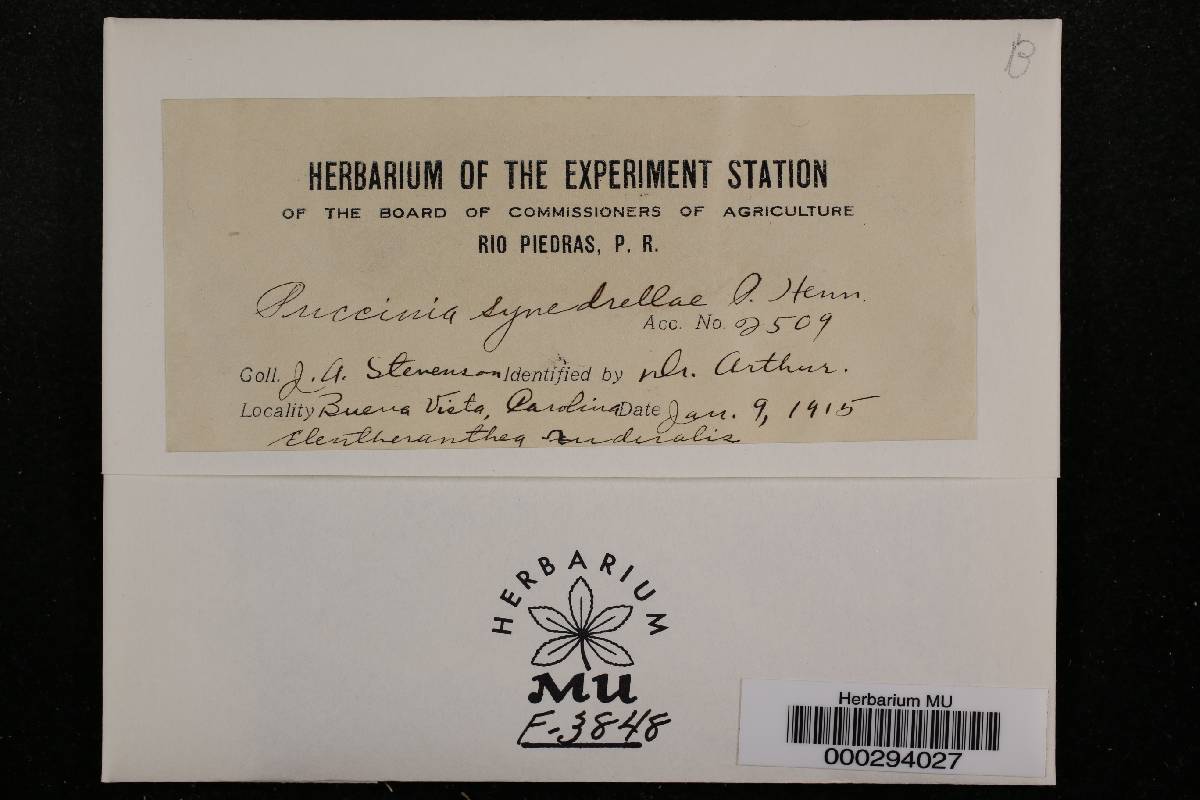 B
HERBARIUM OF THE EXPERIMENT STATION
OF THE BOARD OF COMMISSIONERS OF AGRICULTURE
RIO PIEDRAS, P. R.
Puccinia synedrellae P. Henn.
Acc. No. 2509
Coll. J. A. Stevenson Identified by Dr. Arthur.
Locality Buena Vista, Carolina Date Jan. 9, 1915
Eleutheranthea ruderalis
HERBARIUM
MU
F-3848
Herbarium MU
000294027